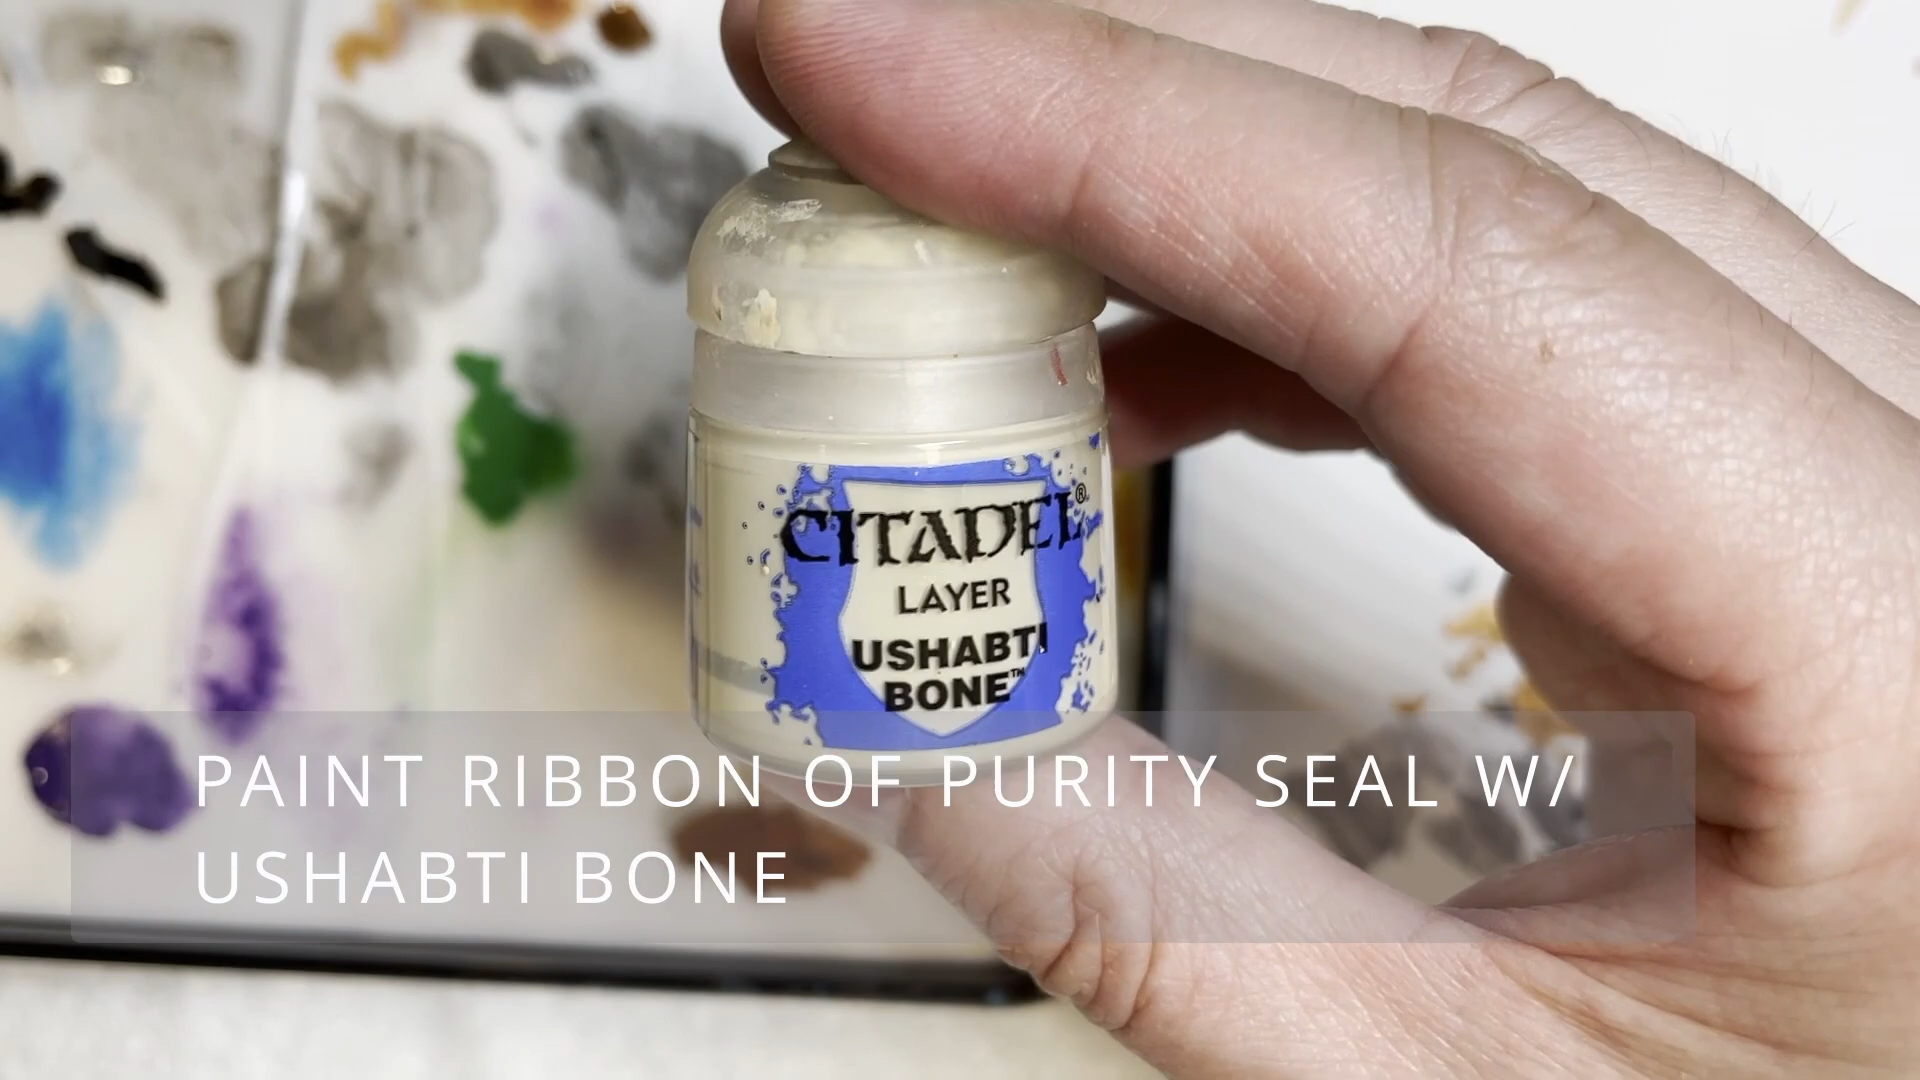 CITADEL®
LAYER
USHABTI
BONE™
PAINT RIBBON OF PURITY SEAL W/
USHABTI BONE